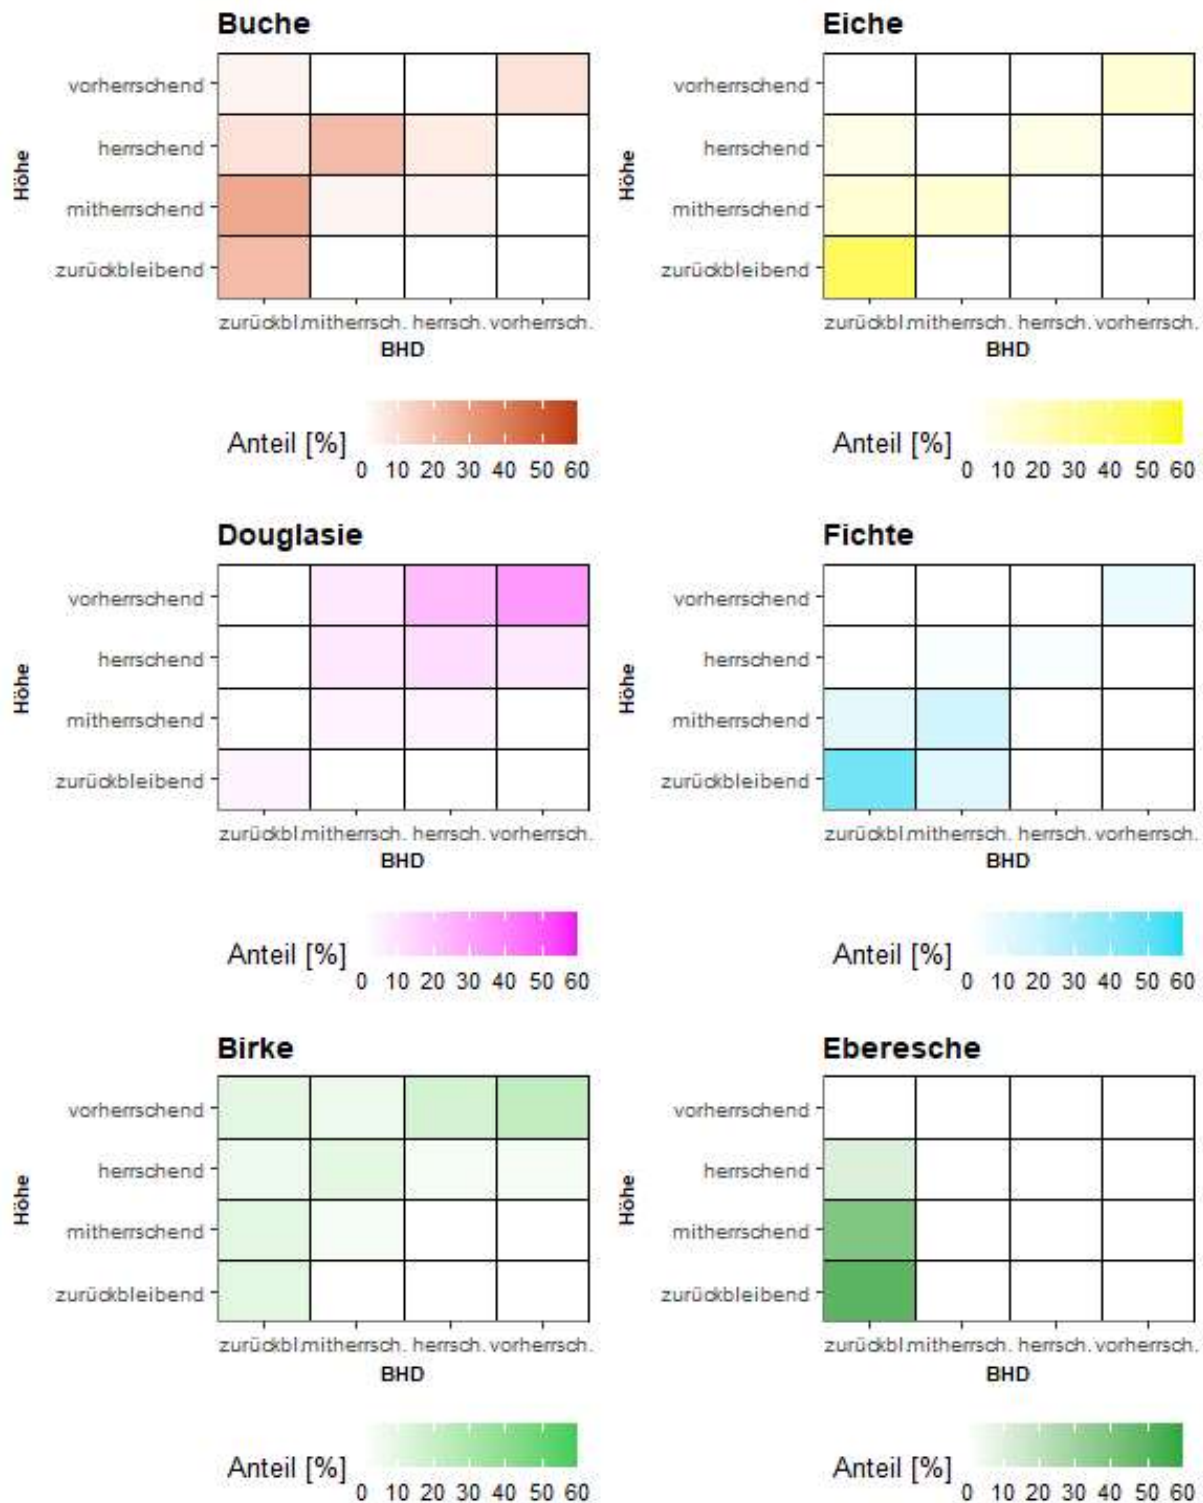 Buche
Höhe
vorherrschend
herrschend
mitherrschend
zurückbleibend
zurückbl. mitherrsch. herrsch. vorherrsch.
BHD
Anteil [%]
0 10 20 30 40 50 60
Eiche
Höhe
vorherrschend
herrschend
mitherrschend
zurückbleibend
zurückbl. mitherrsch. herrsch. vorherrsch.
BHD
Anteil [%]
0 10 20 30 40 50 60
Douglasie
Höhe
vorherrschend
herrschend
mitherrschend
zurückbleibend
zurückbl. mitherrsch. herrsch. vorherrsch.
BHD
Anteil [%]
0 10 20 30 40 50 60
Fichte
Höhe
vorherrschend
herrschend
mitherrschend
zurückbleibend
zurückbl. mitherrsch. herrsch. vorherrsch.
BHD
Anteil [%]
0 10 20 30 40 50 60
Birke
Höhe
vorherrschend
herrschend
mitherrschend
zurückbleibend
zurückbl. mitherrsch. herrsch. vorherrsch.
BHD
Anteil [%]
0 10 20 30 40 50 60
Eberesche
Höhe
vorherrschend
herrschend
mitherrschend
zurückbleibend
zurückbl. mitherrsch. herrsch. vorherrsch.
BHD
Anteil [%]
0 10 20 30 40 50 60